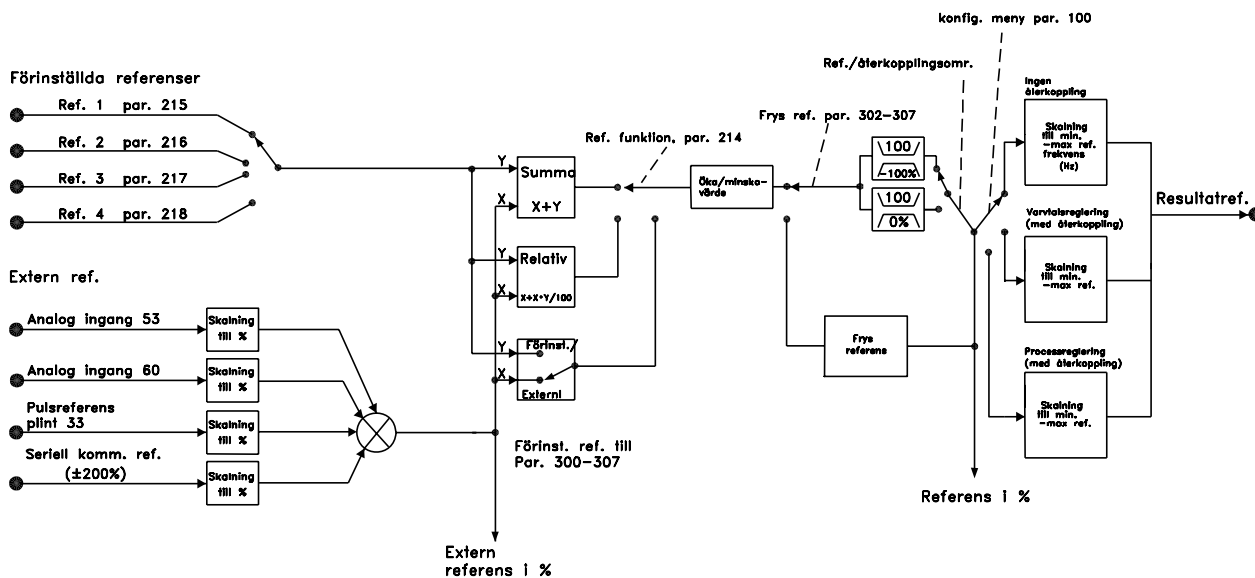 konfig. meny par. 100
Ref./återkopplingsomr.
Förinställda referenser
Ref. 1 par. 215
Ref. 2 par. 216
Ref. 3 par. 217
Ref. 4 par. 218
Frys ref. par. 302-307
Ref. funktion, par. 214
Y
Summa
X
X+Y
Öka/minska-
värde
100
-100%
100
0%
Ingen
återkoppling
Skalning
till min.
-max ref.
frekvens
(Hz)
Resultatref.
Extern ref.
Y
Relativ
X
X+X*Y/100
Varvtalsreglering
(med återkoppling)
Skalning
till min.
-max ref.
Analog ingang 53
Skalning
till %
Y
Förinst./
X
Externl
Frys
referens
Analog ingang 60
Skalning
till %
Processreglering
(med återkoppling)
Skalning
till min.
-max ref.
Pulsreferens
plint 33
Skalning
till %
Seriell komm. ref.
(±200%)
Skalning
till %
Förinst. ref. till
Par. 300-307
Referens i %
Extern
referens i %